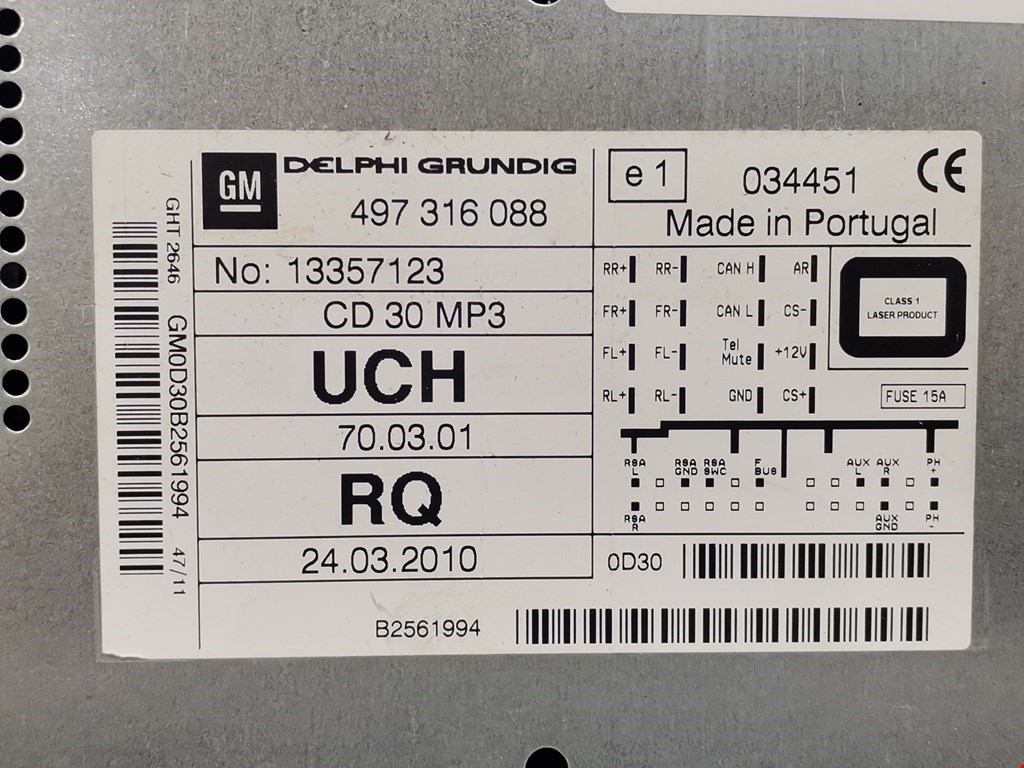 GHT 2646 GM0D30B2561994 47/11
GM DELPHI GRUNDIG
497 316 088
No: 13357123
CD 30 MP3
UCH
70.03.01
RQ
24.03.2010
B2561994
e1 034451 CE
Made in Portugal
RR+ RR- CAN H AR
FR+ FR- CAN L CS-
FL+ FL- Tel Mute +12V
RL+ RL- GND CS+
CLASS 1
LASER PRODUCT
FUSE 15A
RSA L RSA GND RSA SWC F BUS AUX L AUX R PH +
RSA R AUX GND PH -
0D30